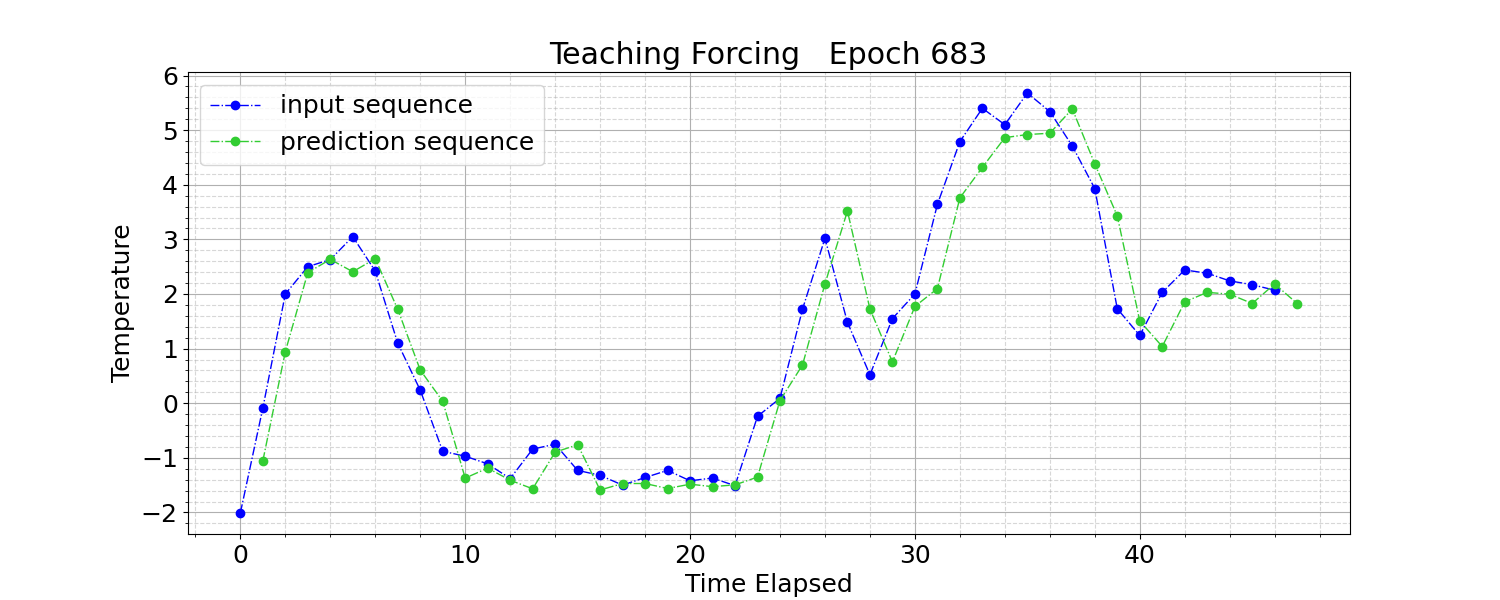 Teaching Forcing   Epoch 683
input sequence
prediction sequence
Temperature
6
5
4
3
2
1
0
−1
−2
0 10 20 30 40
Time Elapsed